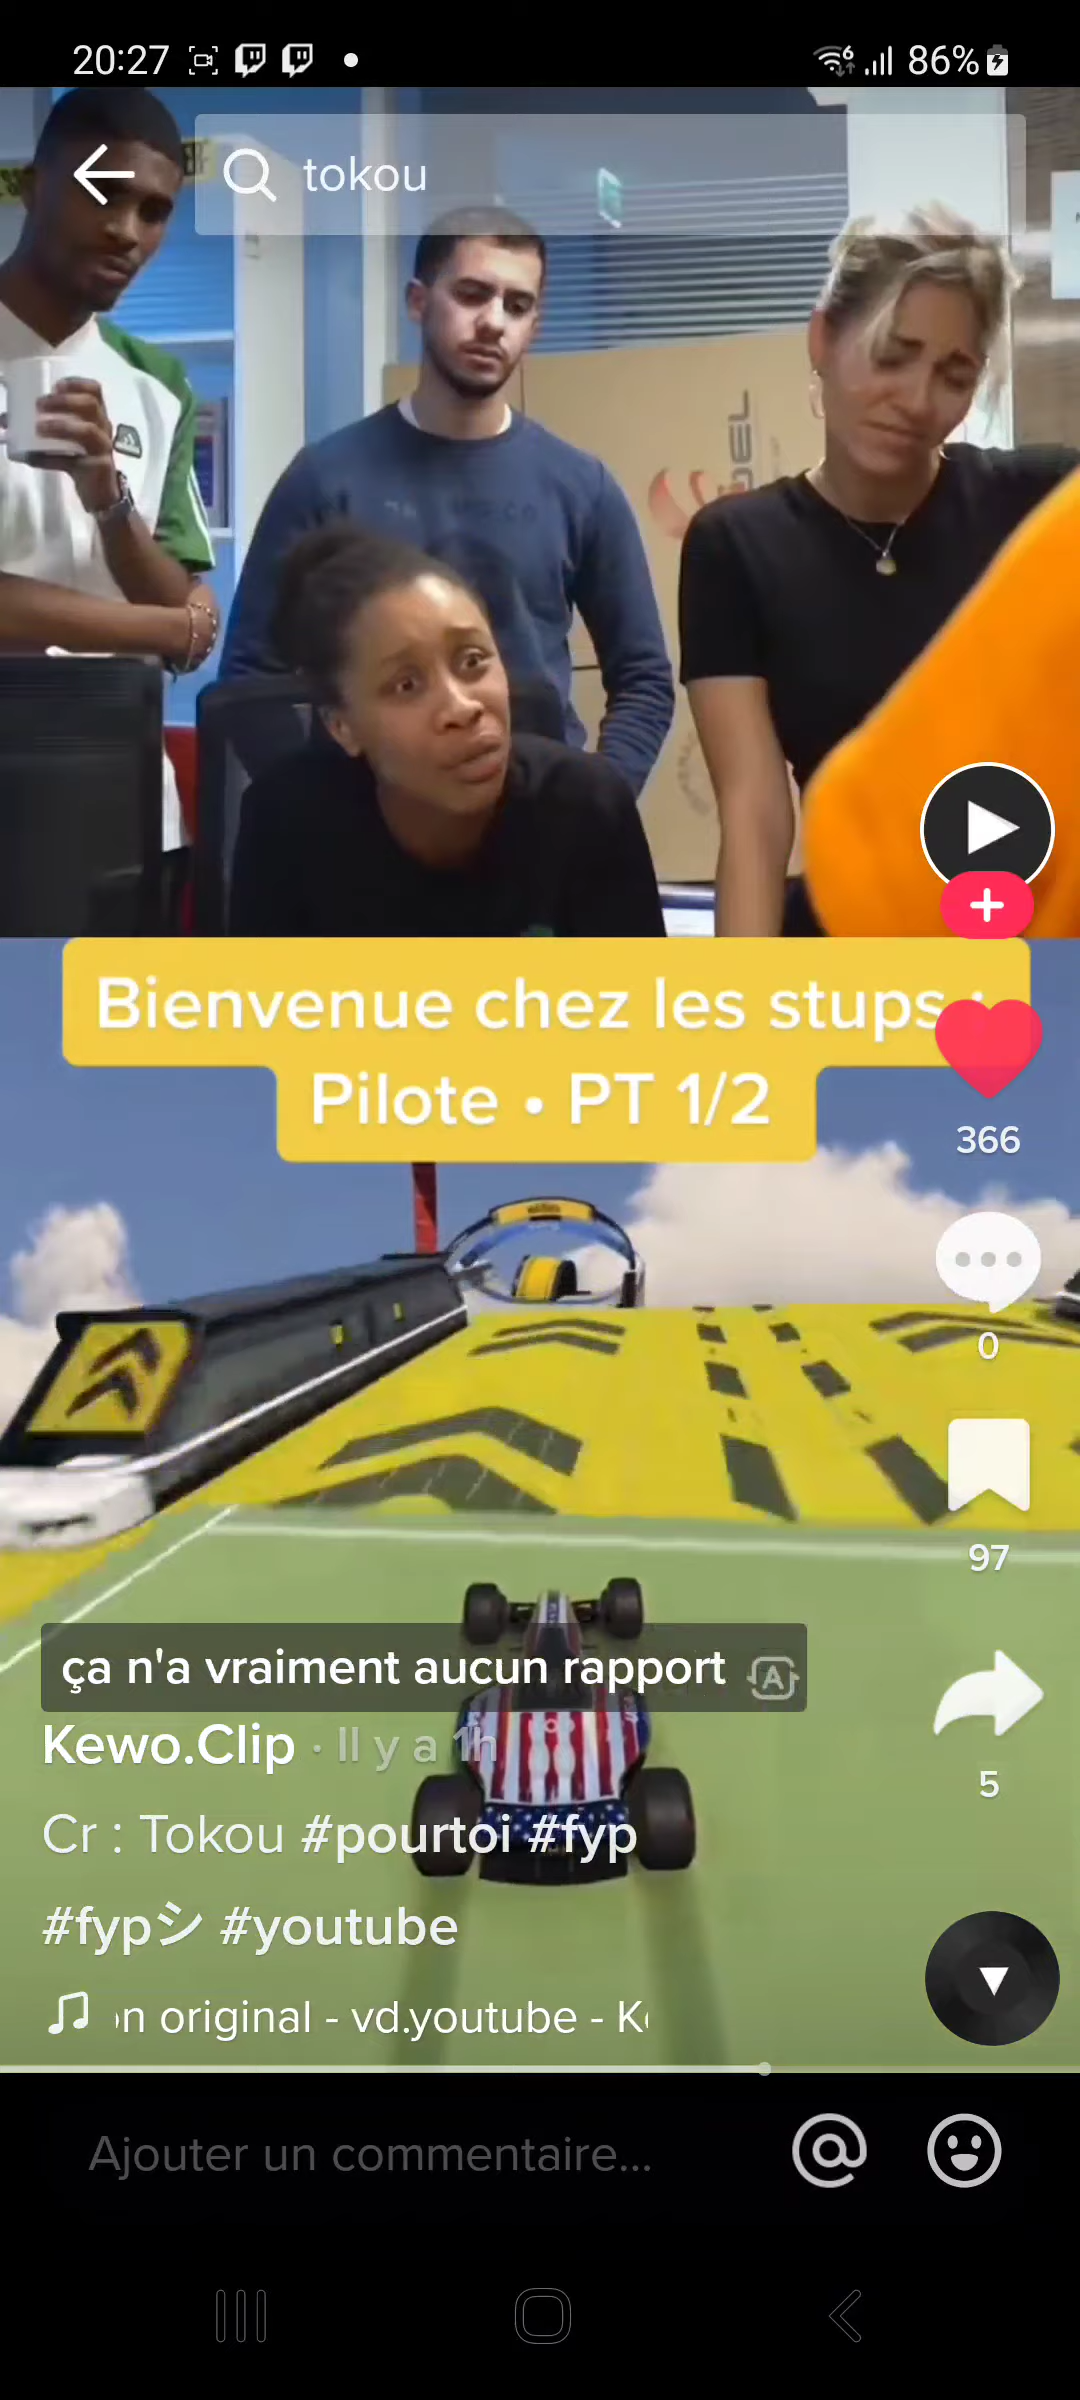 20:27
86%
tokou
Bienvenue chez les stups :
Pilote • PT 1/2
366
0
97
ça n'a vraiment aucun rapport
Kewo.Clip · Il y a 1h
5
Cr : Tokou #pourtoi #fyp
#fypシ #youtube
n original - vd.youtube - K
Ajouter un commentaire...